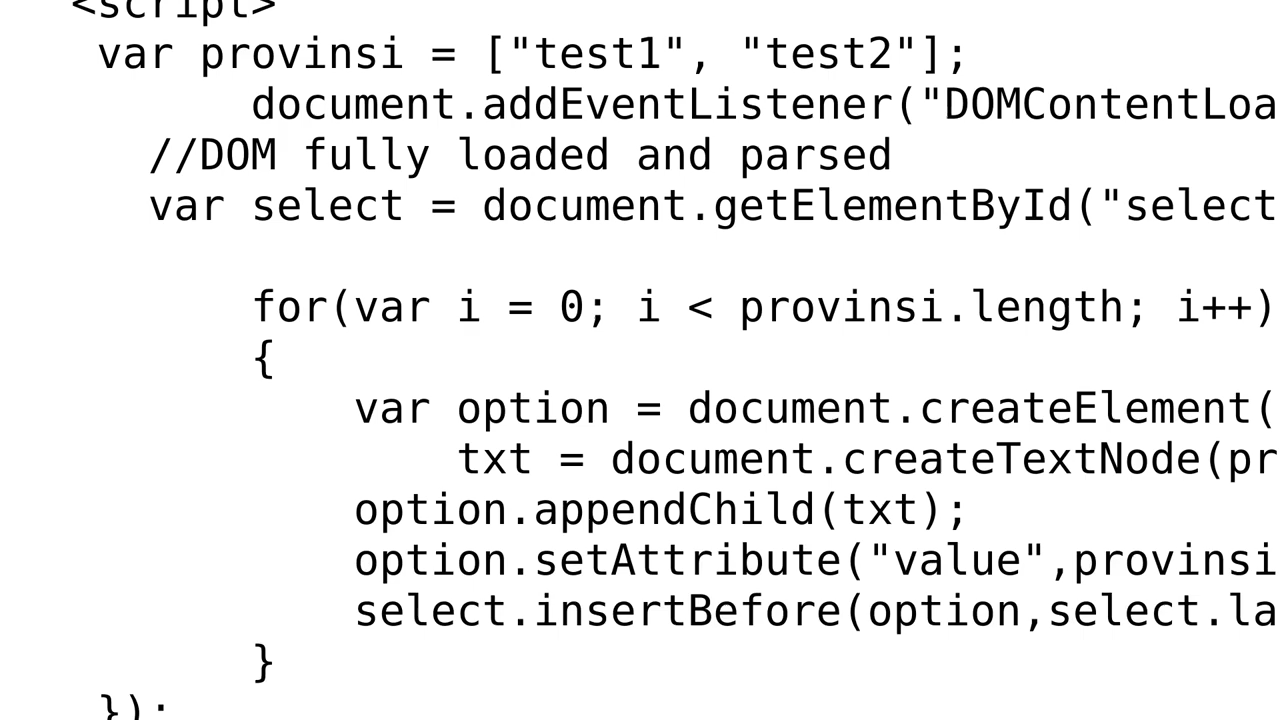 <script>
var provinsi = ["test1", "test2"];
document.addEventListener("DOMContentLoa
//DOM fully loaded and parsed
var select = document.getElementById("select
for(var i = 0; i < provinsi.length; i++)
{
var option = document.createElement(
txt = document.createTextNode(pr
option.appendChild(txt);
option.setAttribute("value",provinsi
select.insertBefore(option,select.la
}
});